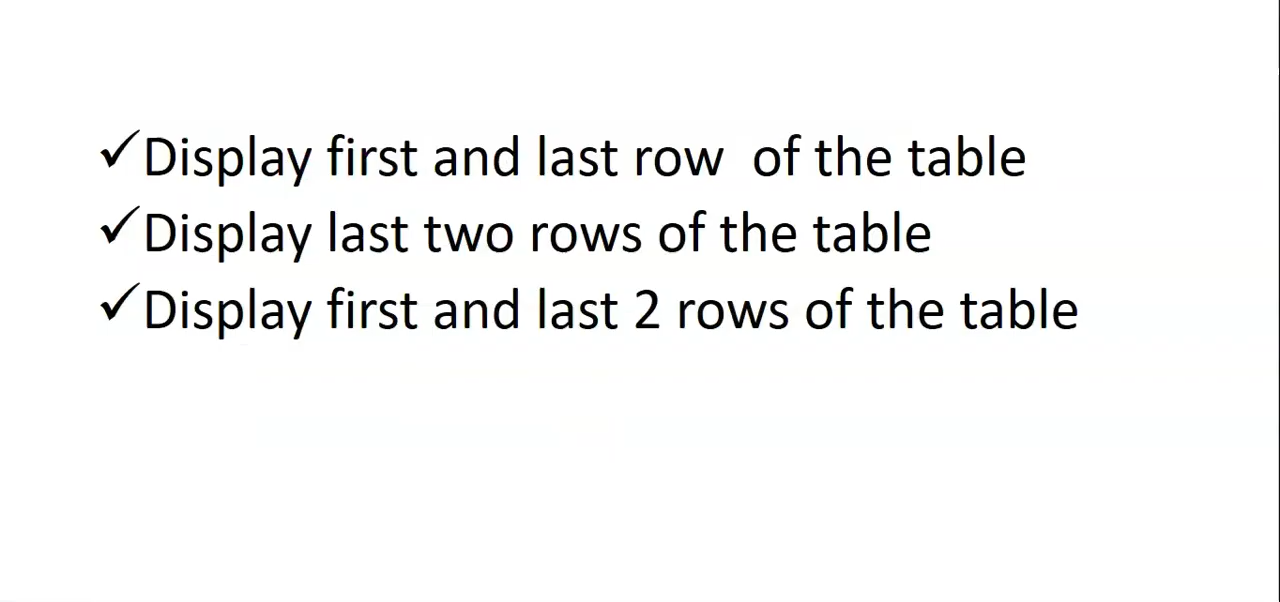 ✓Display first and last row  of the table
✓Display last two rows of the table
✓Display first and last 2 rows of the table